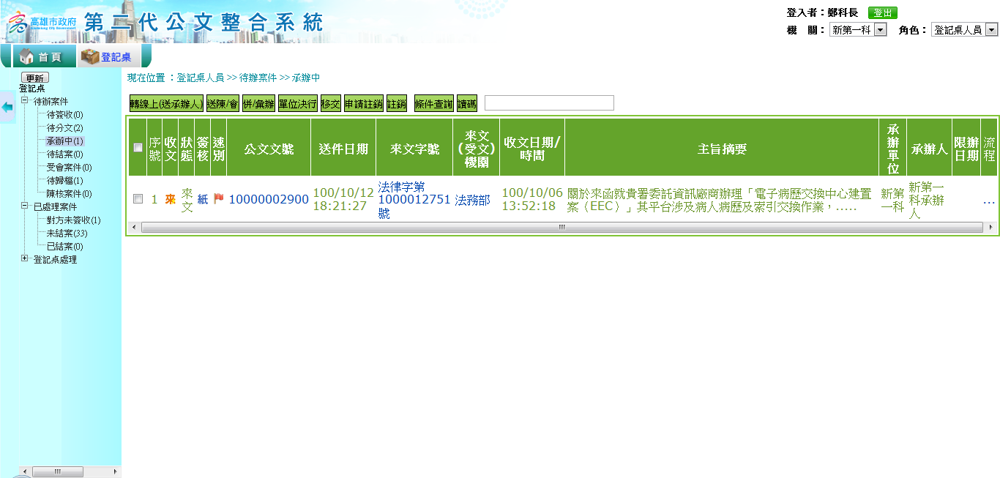 高雄市政府
Kaohsiung City Government
第二代公文整合系統
登入者：鄭科長 登出
機 關：新第一科 角色：登記桌人員
首頁 登記桌
更新
登記桌
待辦案件
待簽收(0)
待分文(2)
承辦中(1)
待結案(0)
受會案件(0)
待歸檔(1)
陳核案件(0)
已處理案件
對方未簽收(1)
未結案(33)
已結案(0)
登記桌處理
現在位置：登記桌人員>>待辦案件>>承辦中
轉線上(送承辦人) 送陳/會 併/彙辦 單位決行 移交 申請註銷 註銷 條件查詢 讀碼
序號 收文 狀態 簽核 速別 公文文號 送件日期 來文字號 來文(受文)機關 收文日期/時間 主旨摘要 承辦單位 承辦人 限辦日期 流程
1 來 來文 紙 10000002900 100/10/12 18:21:27 法律字第1000012751號 法務部 100/10/06 13:52:18 關於來函就貴署委託資訊廠商辦理「電子病歷交換中心建置案（EEC）」其平台涉及病人病歷及索引交換作業，..... 新第一科 新第一科承辦人 ...